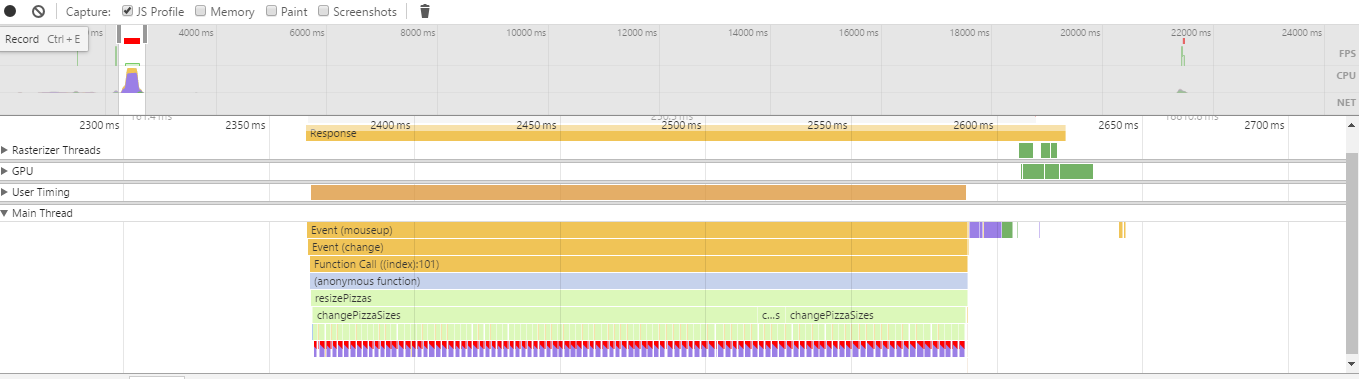 Capture: JS Profile Memory Paint Screenshots
Record Ctrl + E
ms 4000 ms 6000 ms 8000 ms 10000 ms 12000 ms 14000 ms 16000 ms 18000 ms 20000 ms 22000 ms 24000 ms
FPS
CPU
NET
2300 ms 2350 ms 2400 ms 2450 ms 2500 ms 2550 ms 2600 ms 2650 ms 2700 ms
Response
Rasterizer Threads
GPU
User Timing
Main Thread
Event (mouseup)
Event (change)
Function Call ((index):101)
(anonymous function)
resizePizzas
changePizzaSizes c...s changePizzaSizes